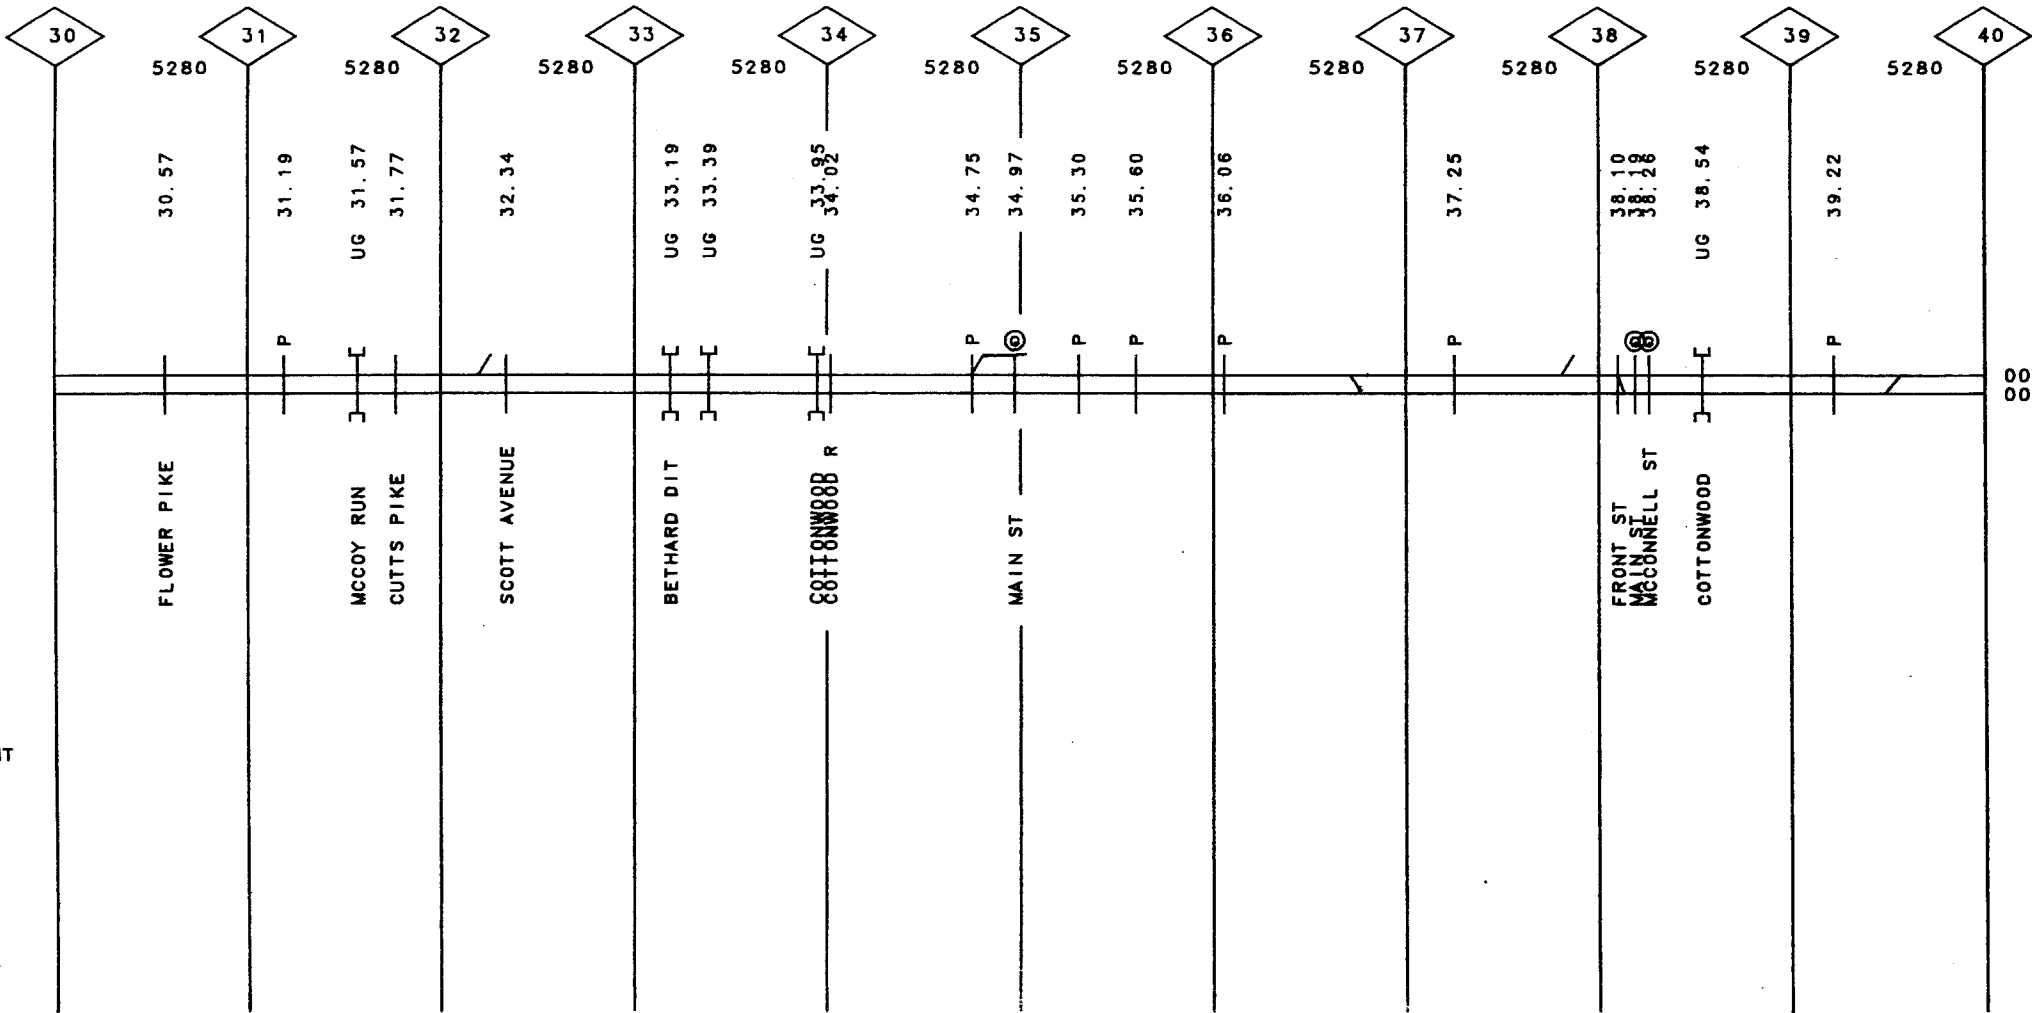 30 31 32 33 34 35 36 37 38 39 40
5280 5280 5280 5280 5280 5280 5280 5280 5280 5280
30.57
31.19
UG 31.57
31.77
32.34
UG 33.19
UG 33.39
UG 33.95
34.02
34.75
34.97
35.30
35.60
36.06
37.25
38.10
38.19
38.26
UG 38.54
39.22
P P P P P P P
00
00
FLOWER PIKE
MCCOY RUN
CUTTS PIKE
SCOTT AVENUE
BETHARD DIT
COTTONWOOD
COTTONWOOD R
MAIN ST
FRONT ST
MAIN ST
MCCONNELL ST
COTTONWOOD